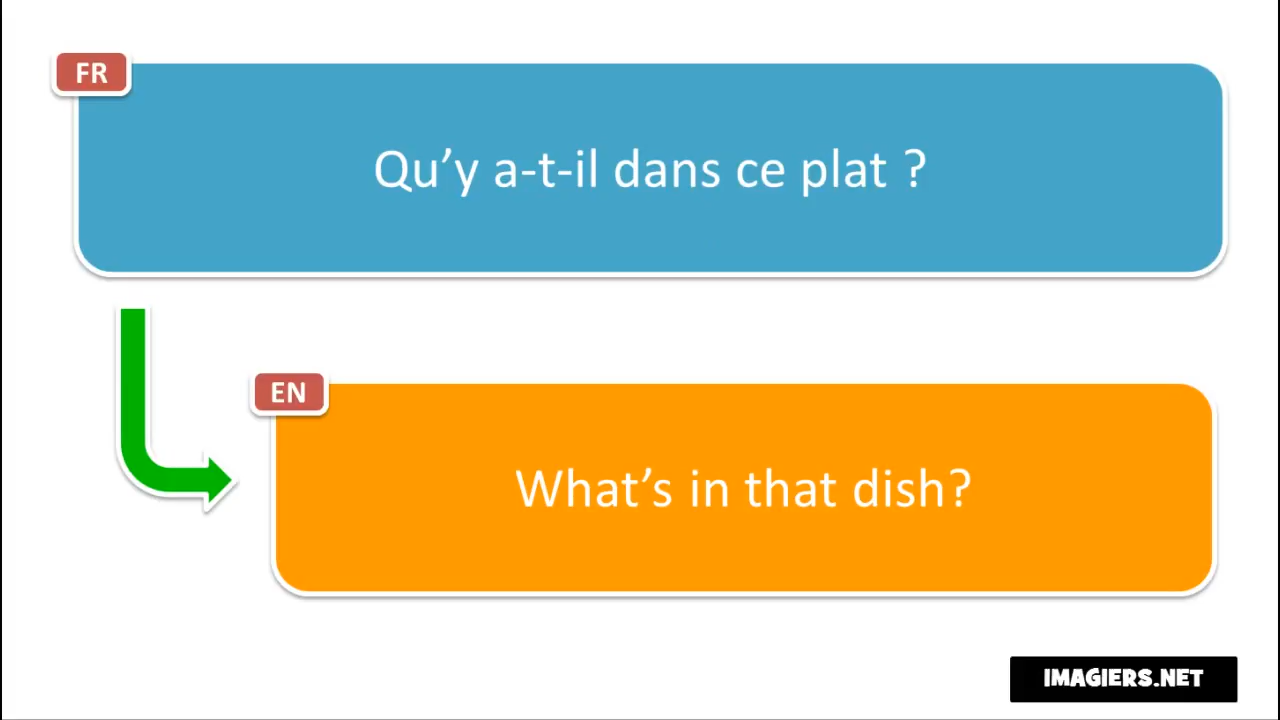 FR
Qu’y a-t-il dans ce plat ?
EN
What’s in that dish?
IMAGIERS.NET